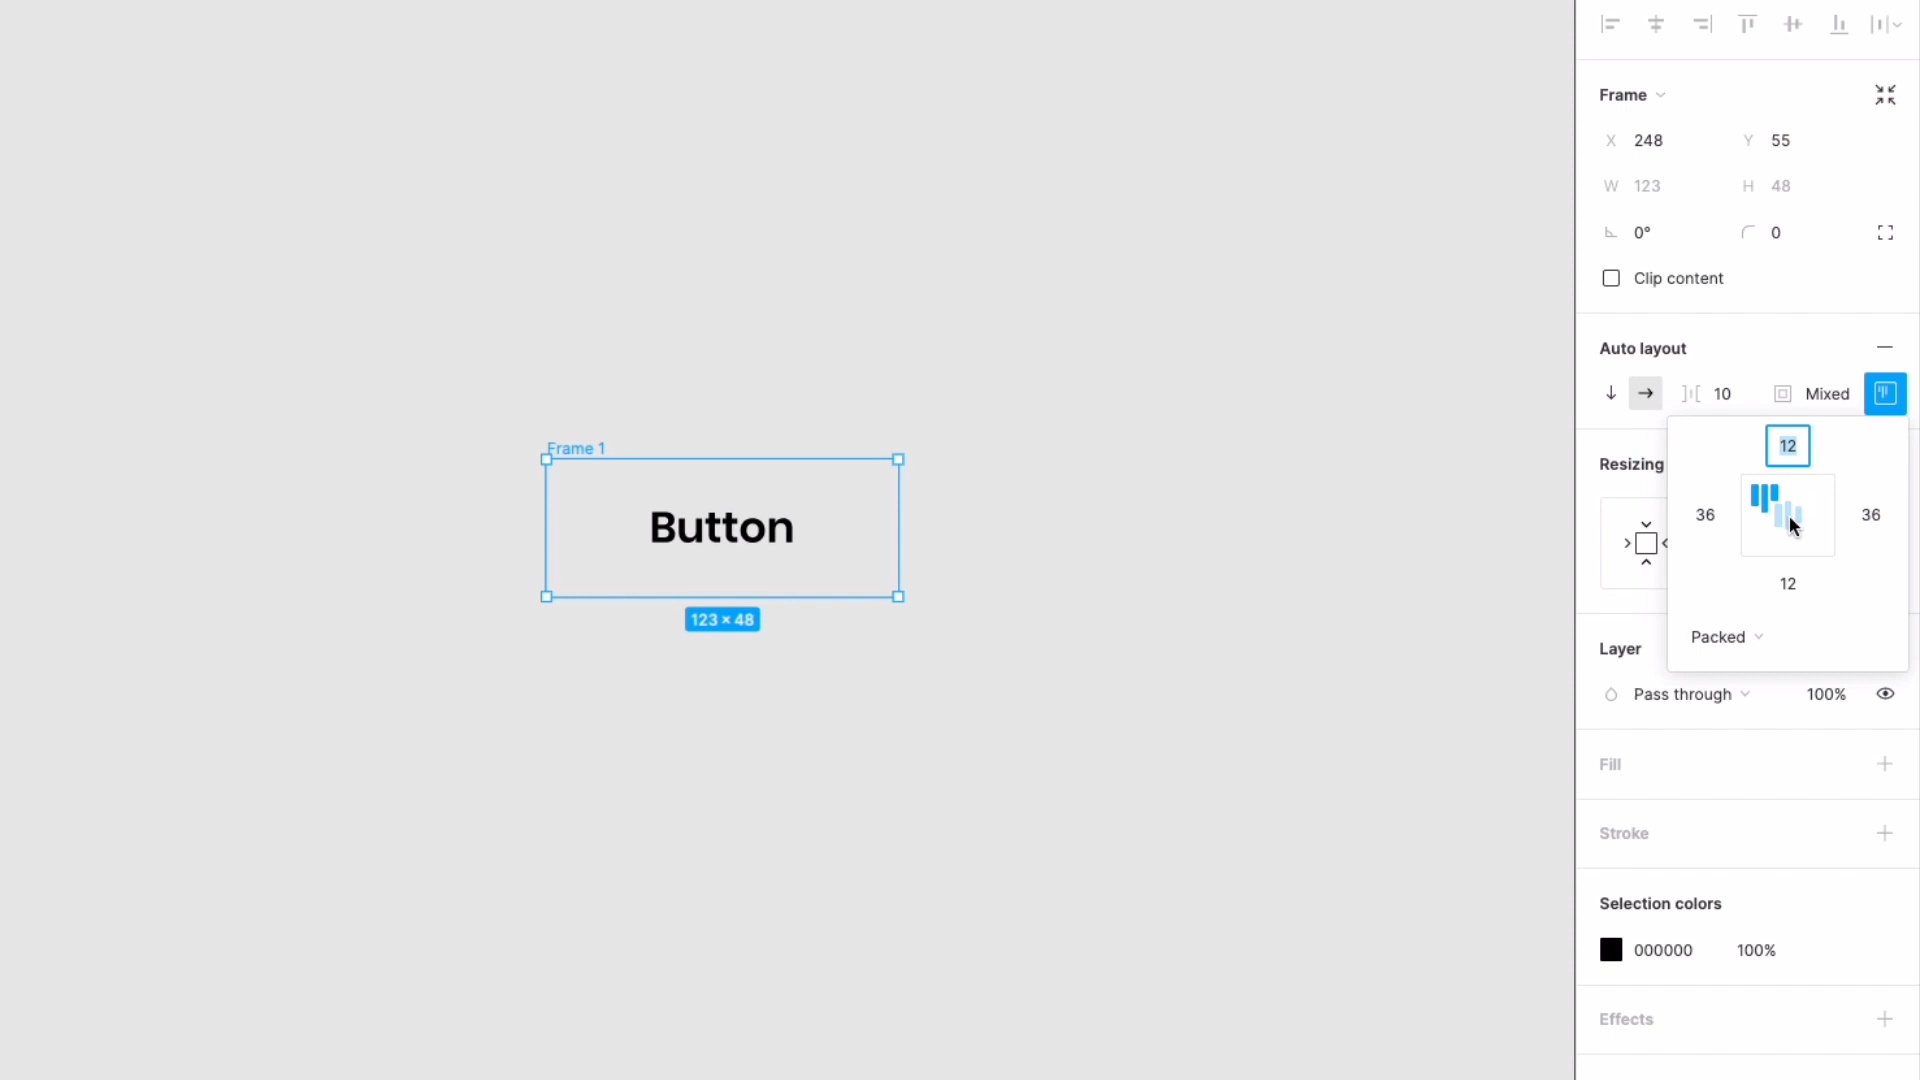 Frame
X 248 Y 55
W 123 H 48
0° 0
Clip content
Auto layout
10 Mixed
12
Frame 1
Resizing
Button
36 36
12
123 × 48
Packed
Layer
Pass through 100%
Fill
Stroke
Selection colors
000000 100%
Effects